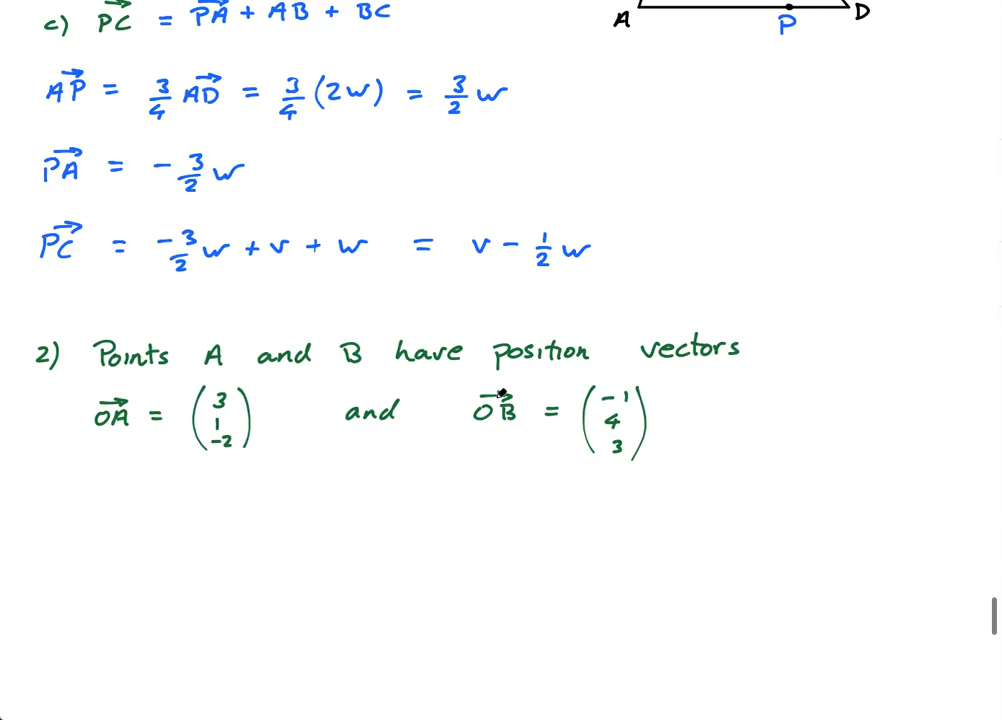 c) PC = PA + AB + BC
A P D
AP = 3/4 AD = 3/4 (2w) = 3/2 w
PA = - 3/2 w
PC = -3/2 w + v + w = v - 1/2 w
2) Points A and B have position vectors
OA = (3 1 -2) and OB = (-1 4 3)